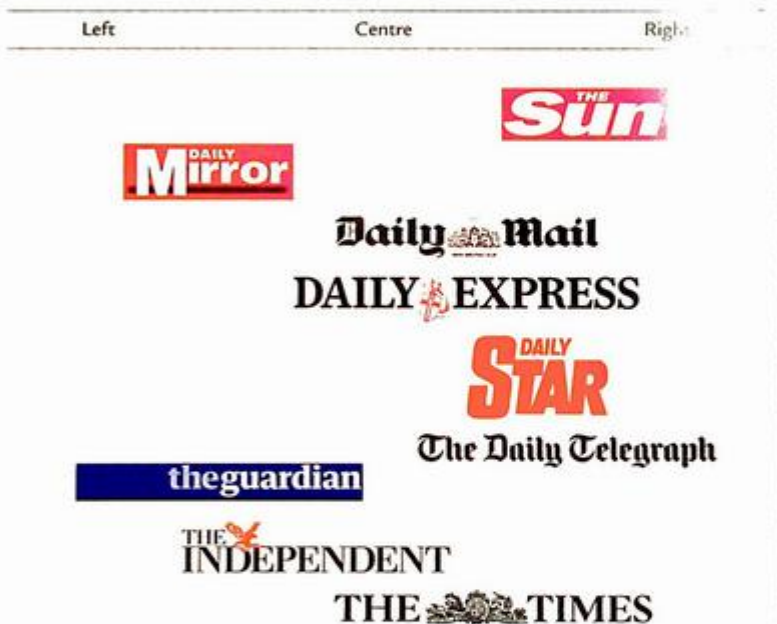 Left Centre Right
THE Sun
DAILY Mirror
Daily Mail
DAILY EXPRESS
DAILY STAR
The Daily Telegraph
theguardian
THE INDEPENDENT
THE TIMES